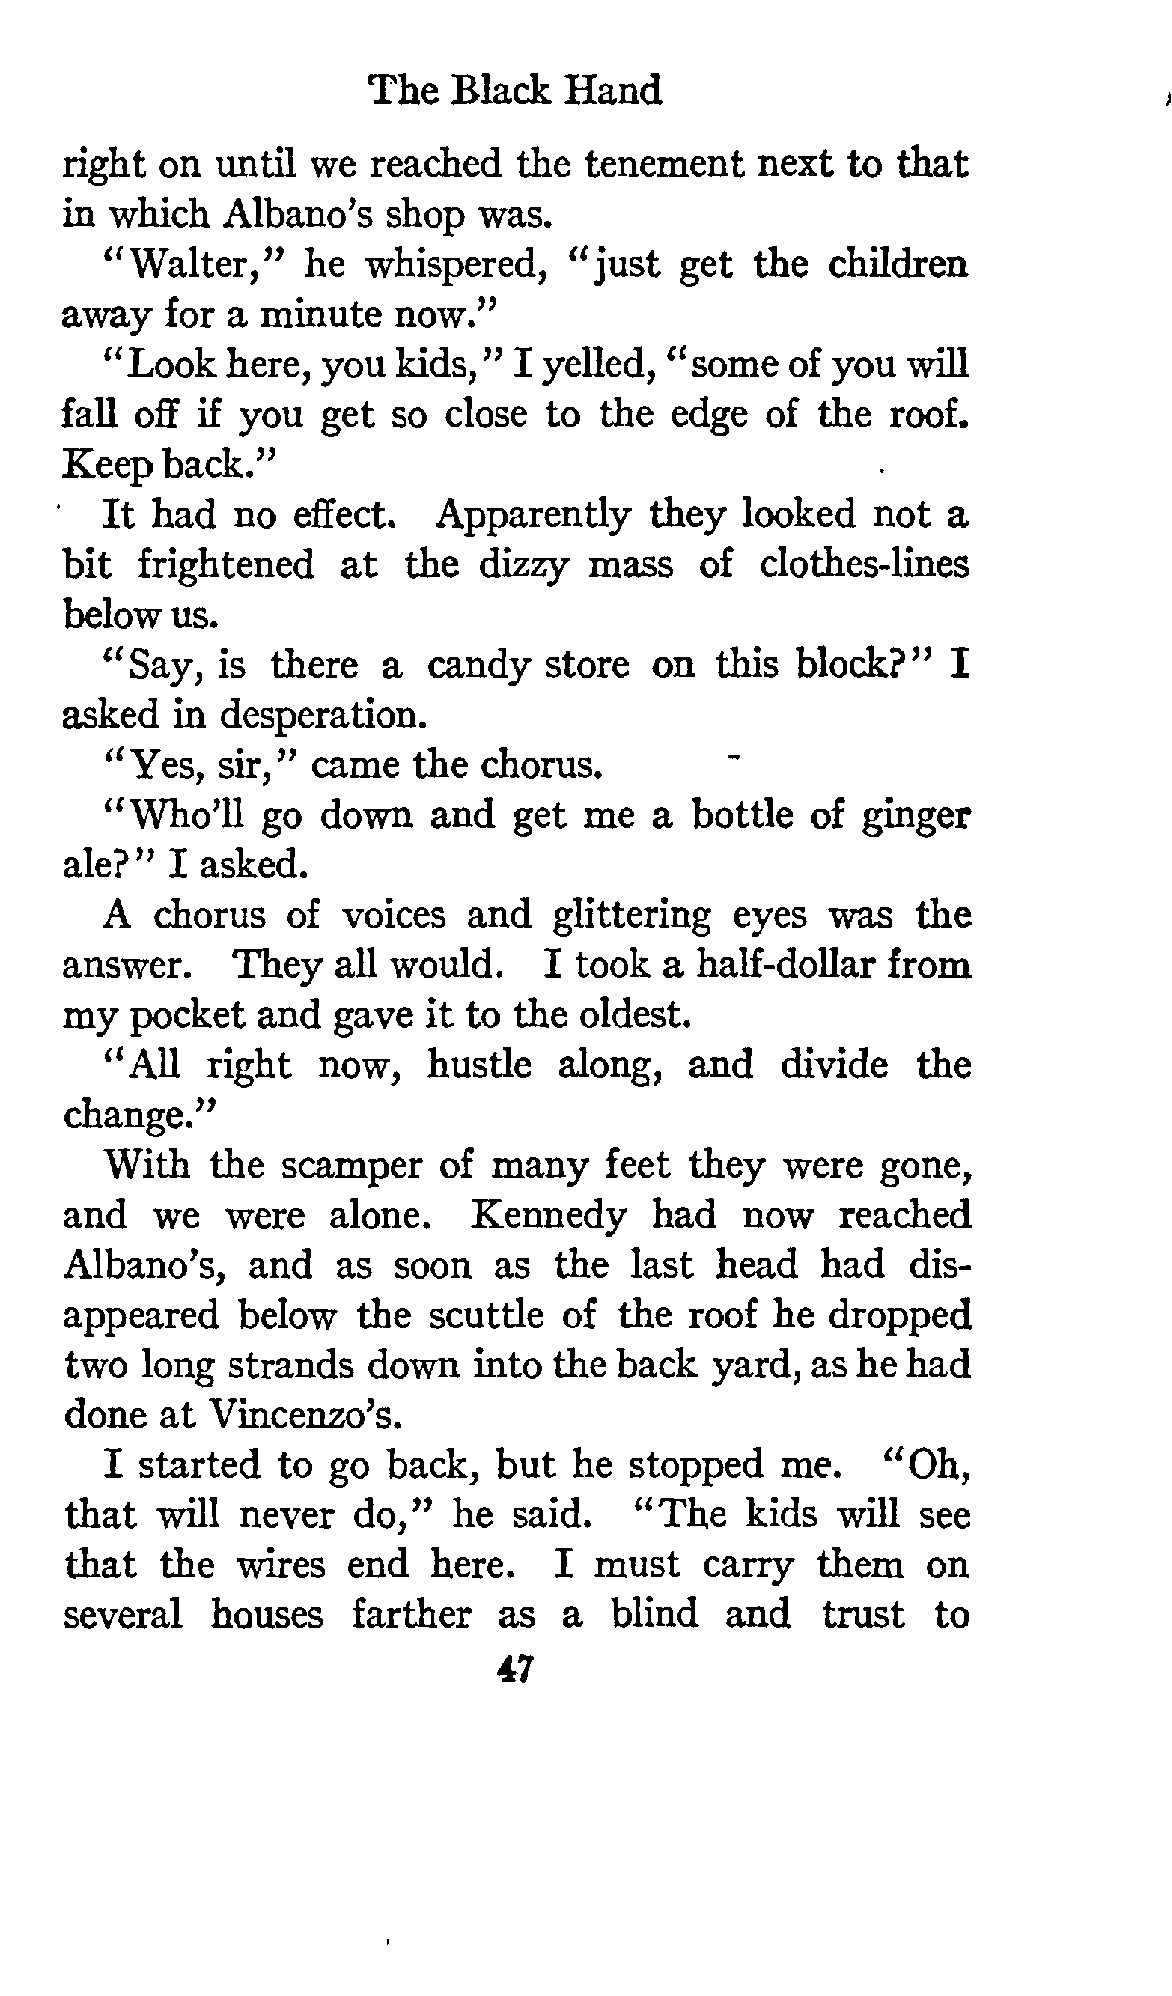 The Black Hand
right on until we reached the tenement next to that
in which Albano's shop was.
"Walter," he whispered, "just get the children
away for a minute now."
"Look here, you kids," I yelled, "some of you will
fall off if you get so close to the edge of the roof.
Keep back."
It had no effect. Apparently they looked not a
bit frightened at the dizzy mass of clothes-lines
below us.
"Say, is there a candy store on this block?" I
asked in desperation.
"Yes, sir," came the chorus.
"Who'll go down and get me a bottle of ginger
ale?" I asked.
A chorus of voices and glittering eyes was the
answer. They all would. I took a half-dollar from
my pocket and gave it to the oldest.
"All right now, hustle along, and divide the
change."
With the scamper of many feet they were gone,
and we were alone. Kennedy had now reached
Albano's, and as soon as the last head had dis-
appeared below the scuttle of the roof he dropped
two long strands down into the back yard, as he had
done at Vincenzo's.
I started to go back, but he stopped me. "Oh,
that will never do," he said. "The kids will see
that the wires end here. I must carry them on
several houses farther as a blind and trust to
47